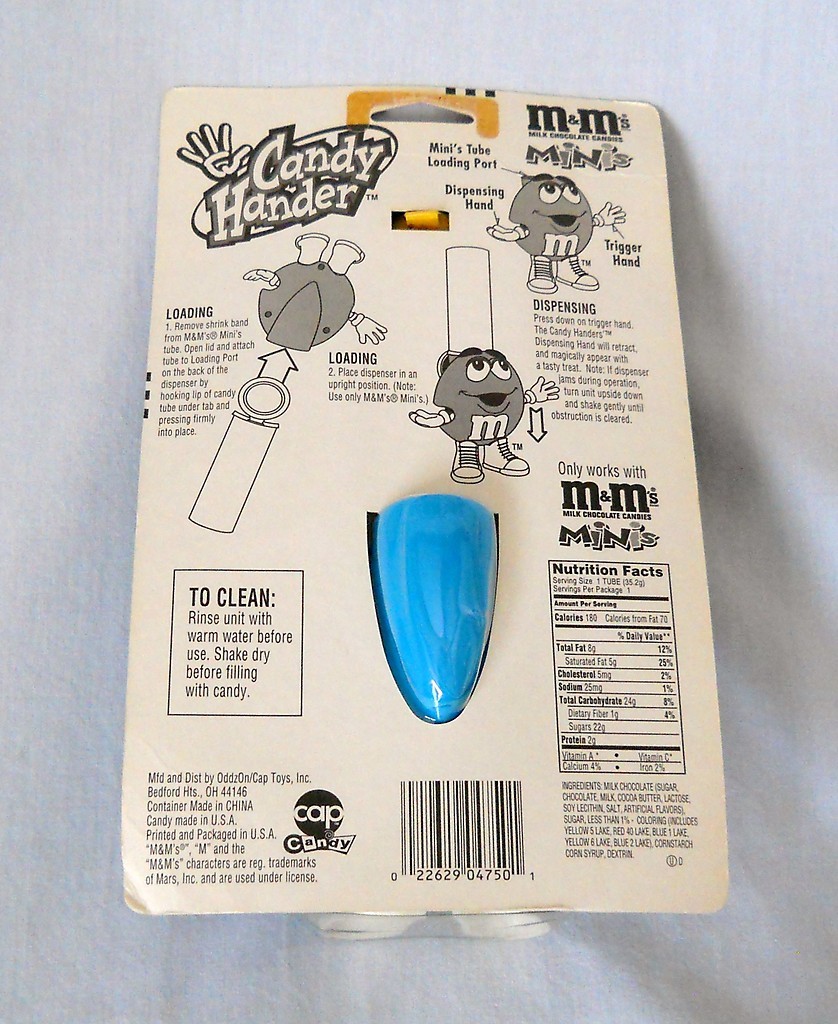 Candy
Hander™
m&m's
MILK CHOCOLATE CANDIES
MiNis
Mini's Tube
Loading Port
Dispensing
Hand
Trigger
Hand
m
TM
LOADING
1. Remove shrink band
from M&M's® Mini's
tube. Open lid and attach
tube to Loading Port
on the back of the
dispenser by
hooking lip of candy
tube under tab and
pressing firmly
into place.
LOADING
2. Place dispenser in an
upright position. (Note:
Use only M&M's® Mini's.)
m
TM
DISPENSING
Press down on trigger hand.
The Candy Handers™
Dispensing Hand will retract,
and magically appear with
a tasty treat. Note: If dispenser
jams during operation,
turn unit upside down
and shake gently until
obstruction is cleared.
Only works with
m&m's
MILK CHOCOLATE CANDIES
MiNis
TO CLEAN:
Rinse unit with
warm water before
use. Shake dry
before filling
with candy.
Nutrition Facts
Serving Size 1 TUBE (35.2g)
Servings Per Package 1
Amount Per Serving
Calories 180 Calories from Fat 70
% Daily Value**
Total Fat 8g 12%
Saturated Fat 5g 25%
Cholesterol 5mg 2%
Sodium 25mg 1%
Total Carbohydrate 24g 8%
Dietary Fiber 1g 4%
Sugars 22g
Protein 2g
Vitamin A* • Vitamin C*
Calcium 4% • Iron 2%
INGREDIENTS: MILK CHOCOLATE (SUGAR,
CHOCOLATE, MILK, COCOA BUTTER, LACTOSE,
SOY LECITHIN, SALT, ARTIFICIAL FLAVORS),
SUGAR, LESS THAN 1% - COLORING (INCLUDES
YELLOW 5 LAKE, RED 40 LAKE, BLUE 1 LAKE,
YELLOW 6 LAKE, BLUE 2 LAKE), CORNSTARCH
CORN SYRUP, DEXTRIN.
Ⓤ D
Mfd and Dist by OddzOn/Cap Toys, Inc.
Bedford Hts., OH 44146
Container Made in CHINA
Candy made in U.S.A.
Printed and Packaged in U.S.A.
"M&M's®", "M" and the
"M&M's" characters are reg. trademarks
of Mars, Inc. and are used under license.
cap
Candy
0 22629 04750 1